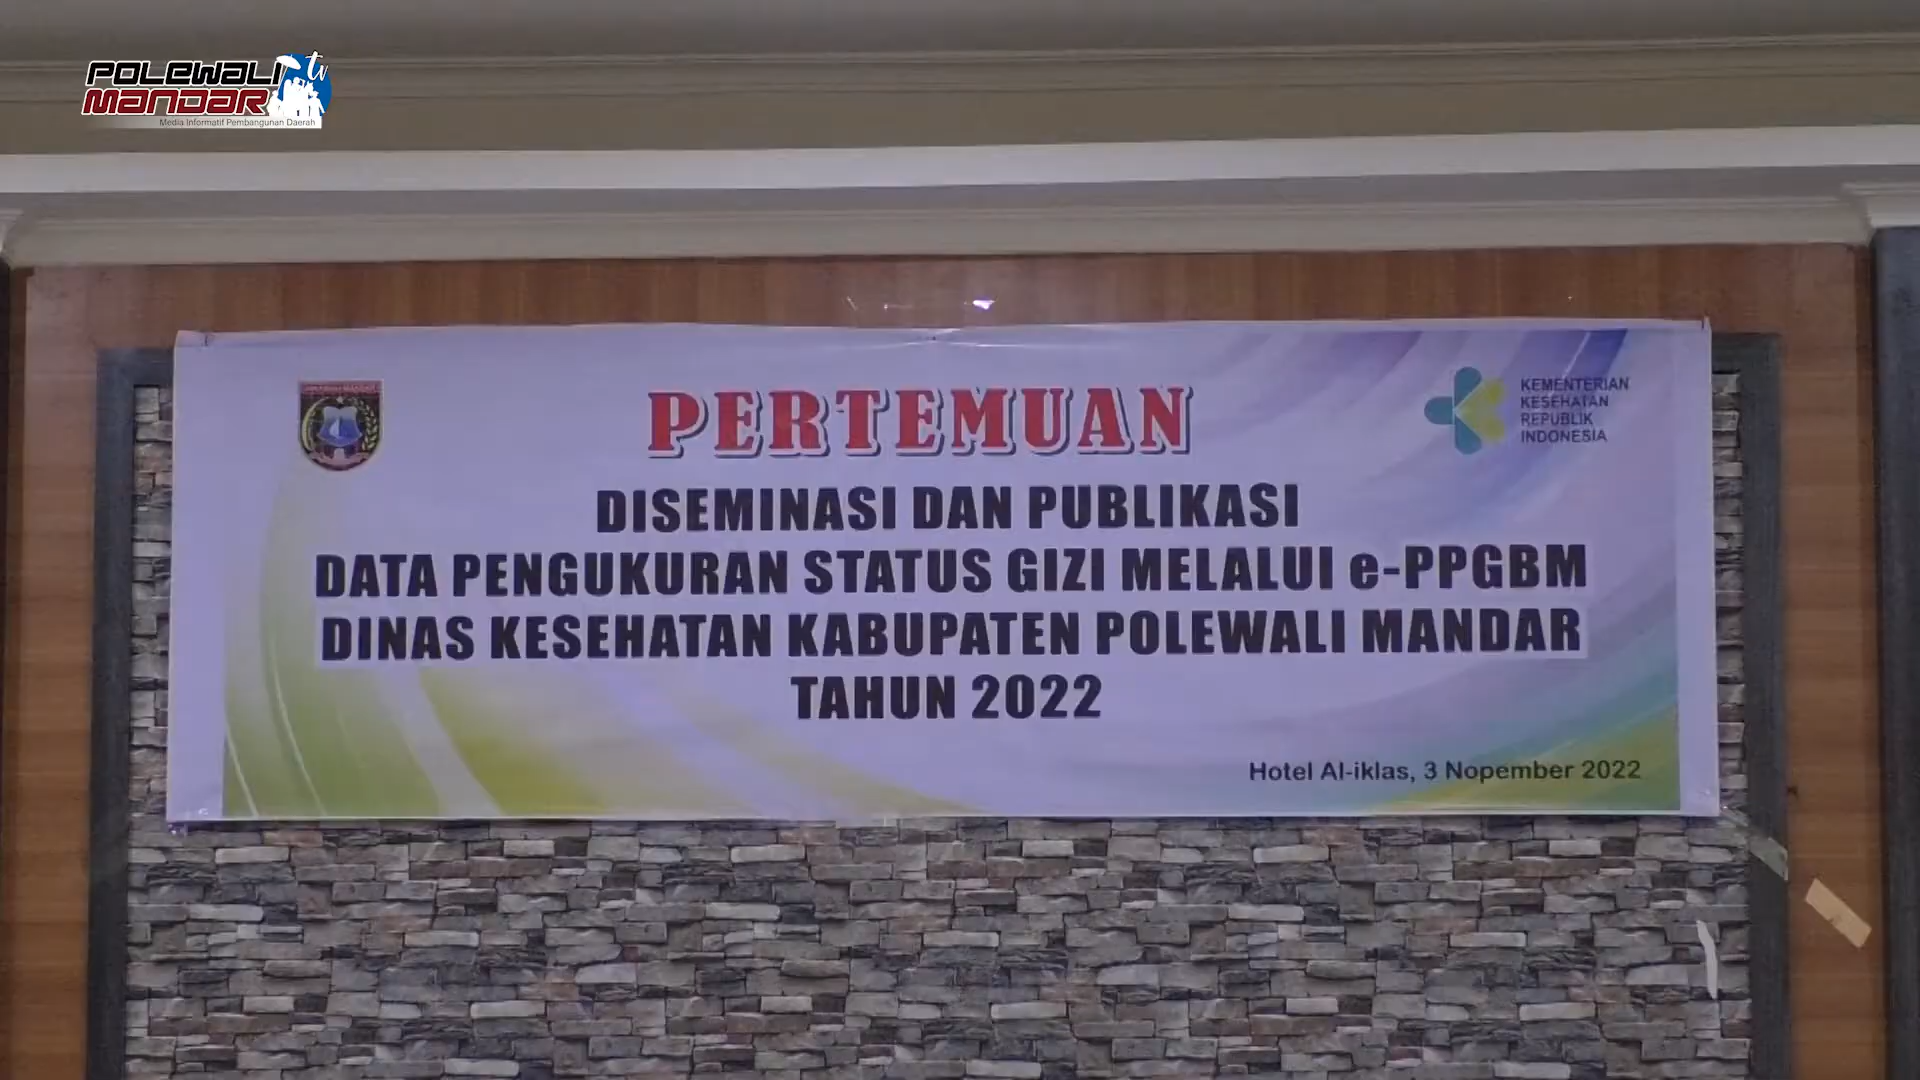 POLEWALI tv
MANDAR
Media Informatif Pembangunan Daerah
PERTEMUAN
KEMENTERIAN
KESEHATAN
REPUBLIK
INDONESIA
DISEMINASI DAN PUBLIKASI
DATA PENGUKURAN STATUS GIZI MELALUI e-PPGBM
DINAS KESEHATAN KABUPATEN POLEWALI MANDAR
TAHUN 2022
Hotel Al-iklas, 3 Nopember 2022